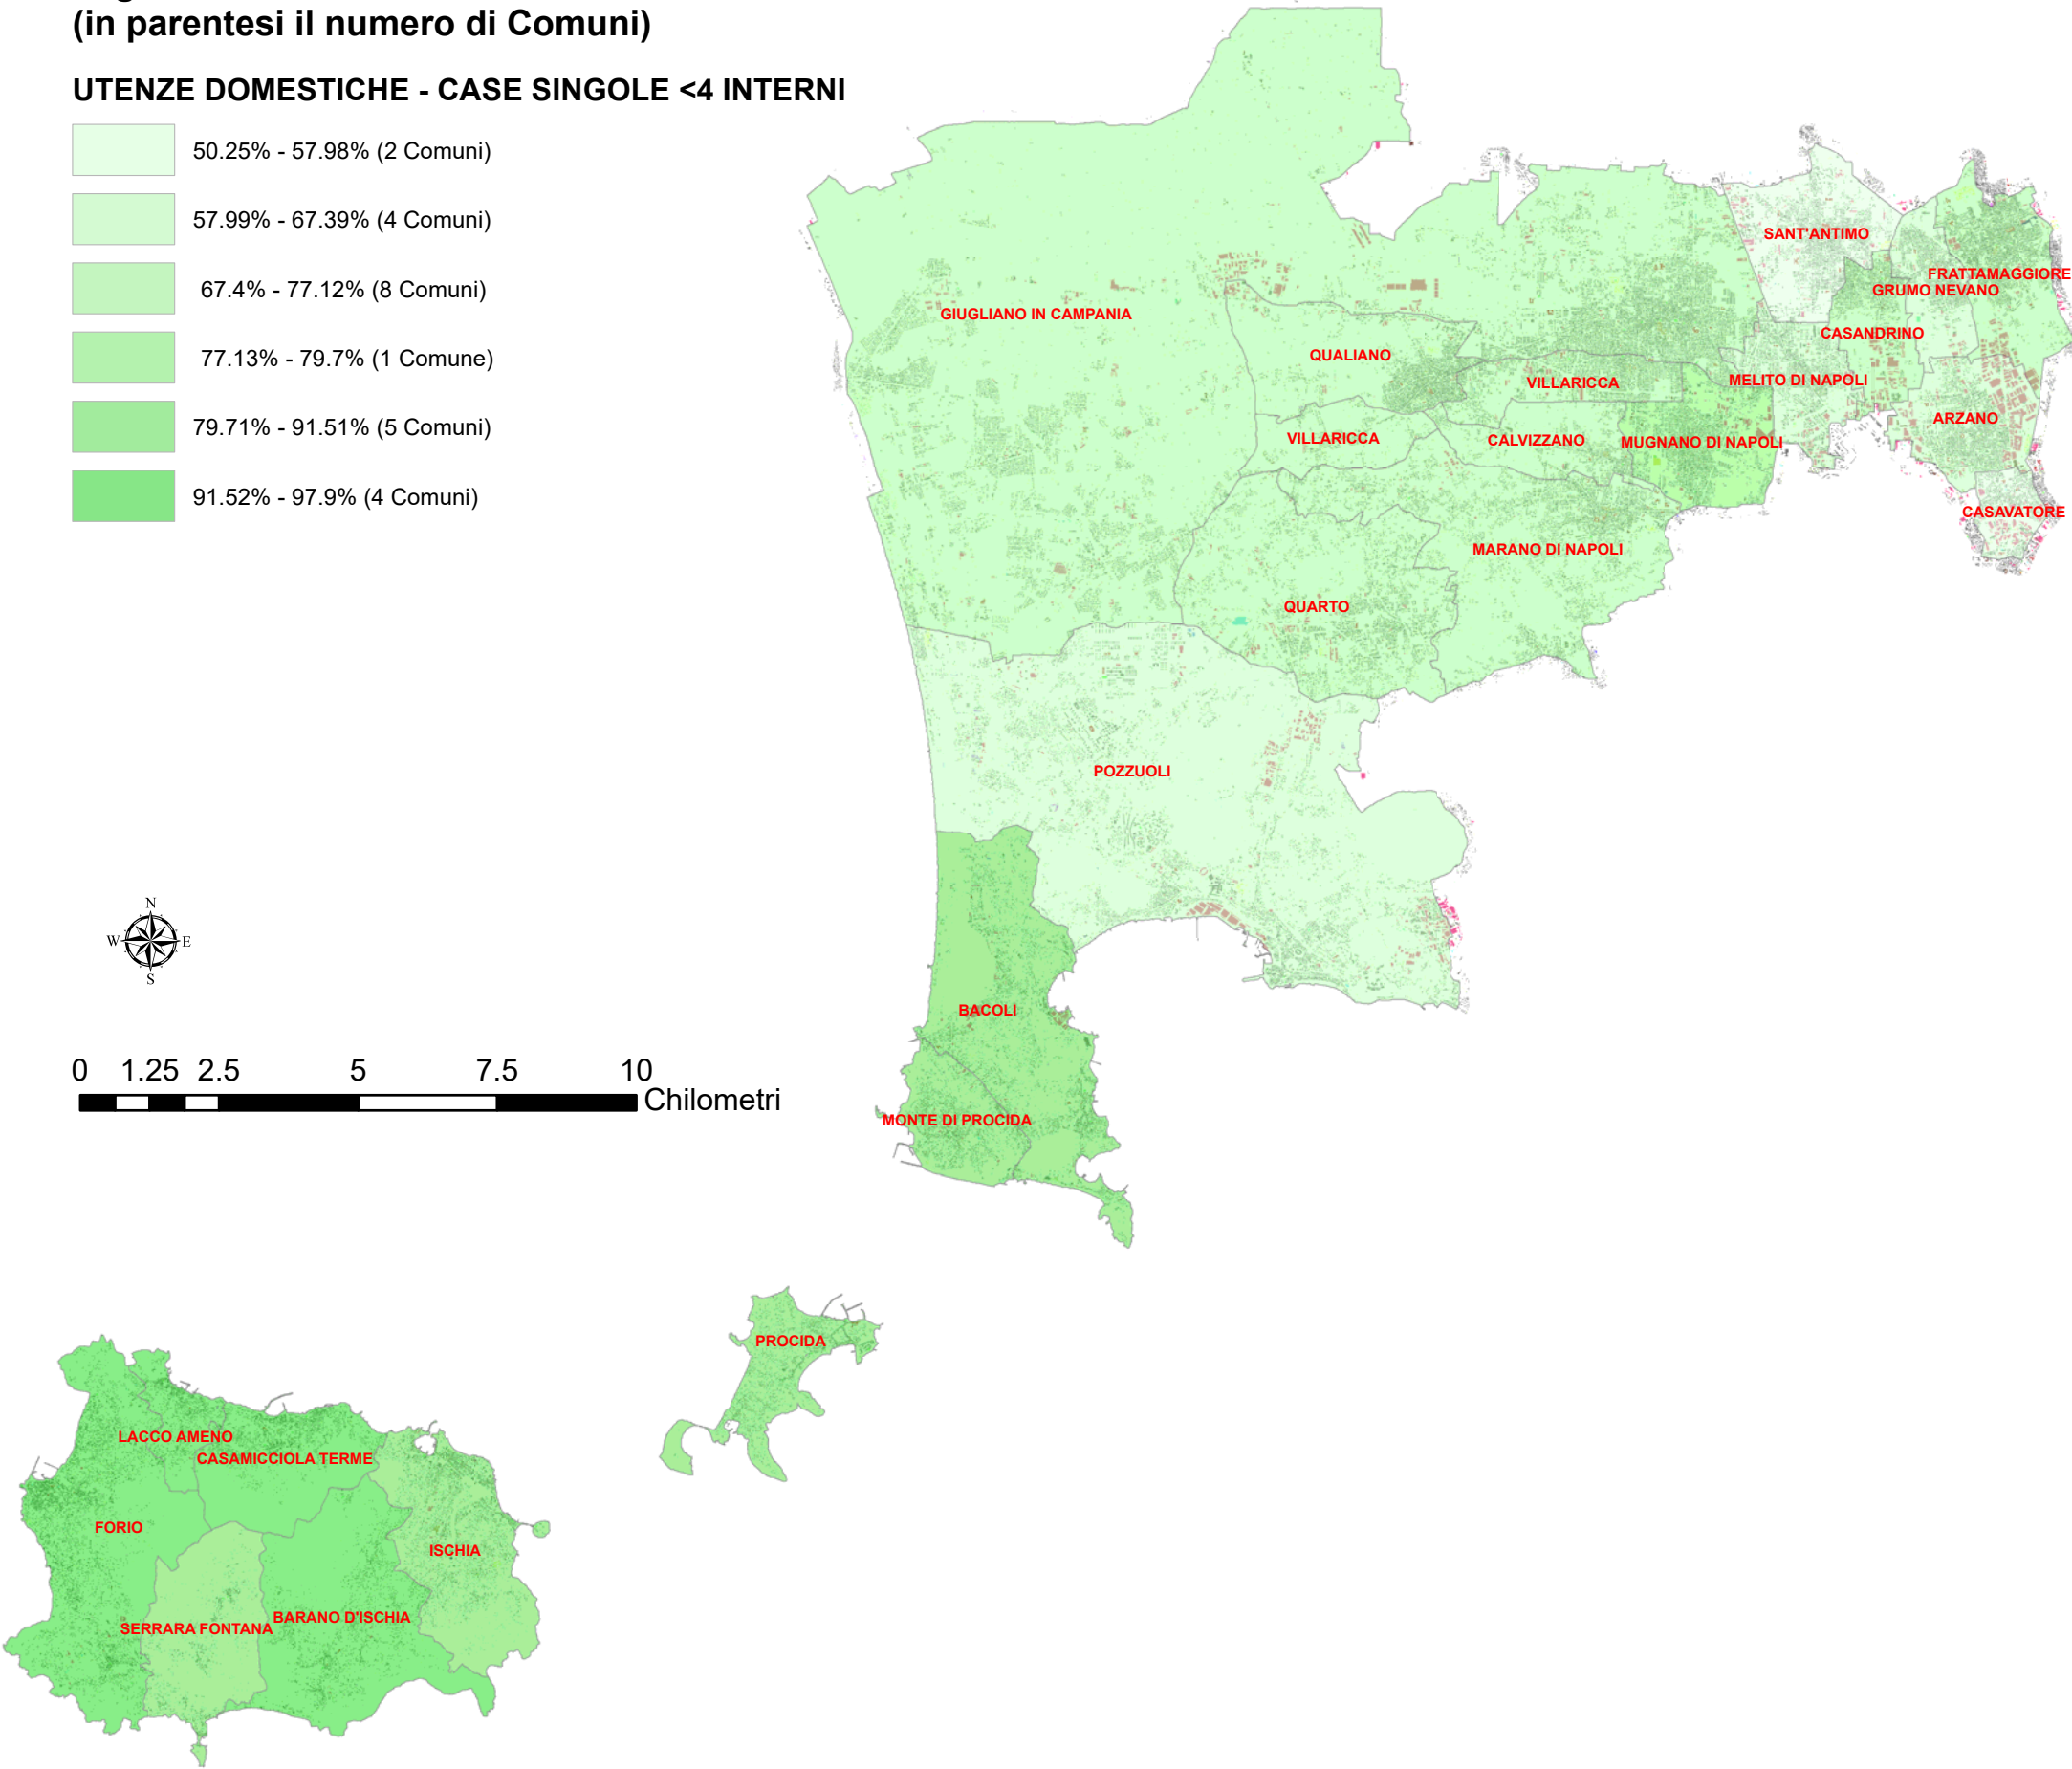 (in parentesi il numero di Comuni)
UTENZE DOMESTICHE - CASE SINGOLE <4 INTERNI
50.25% - 57.98% (2 Comuni)
57.99% - 67.39% (4 Comuni)
67.4% - 77.12% (8 Comuni)
77.13% - 79.7% (1 Comune)
79.71% - 91.51% (5 Comuni)
91.52% - 97.9% (4 Comuni)
SANT'ANTIMO
FRATTAMAGGIORE
GRUMO NEVANO
GIUGLIANO IN CAMPANIA
CASANDRINO
QUALIANO
VILLARICCA
MELITO DI NAPOLI
ARZANO
VILLARICCA
CALVIZZANO
MUGNANO DI NAPOLI
CASAVATORE
MARANO DI NAPOLI
QUARTO
POZZUOLI
N
W E
S
BACOLI
0 1.25 2.5 5 7.5 10
Chilometri
MONTE DI PROCIDA
PROCIDA
LACCO AMENO
CASAMICCIOLA TERME
FORIO
ISCHIA
BARANO D'ISCHIA
SERRARA FONTANA